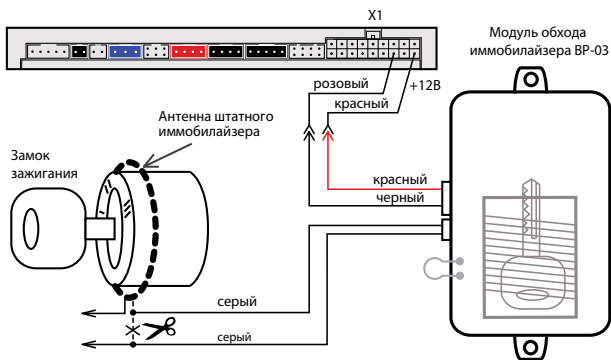 X1
Модуль обхода
иммобилайзера BP-03
розовый
+12В
красный
Антенна штатного
иммобилайзера
Замок
зажигания
красный
черный
серый
серый